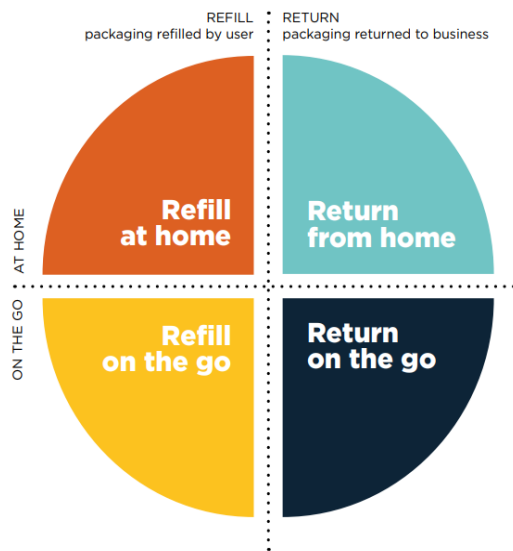 REFILL
packaging refilled by user
RETURN
packaging returned to business
AT HOME
Refill
at home
Return
from home
ON THE GO
Refill
on the go
Return
on the go